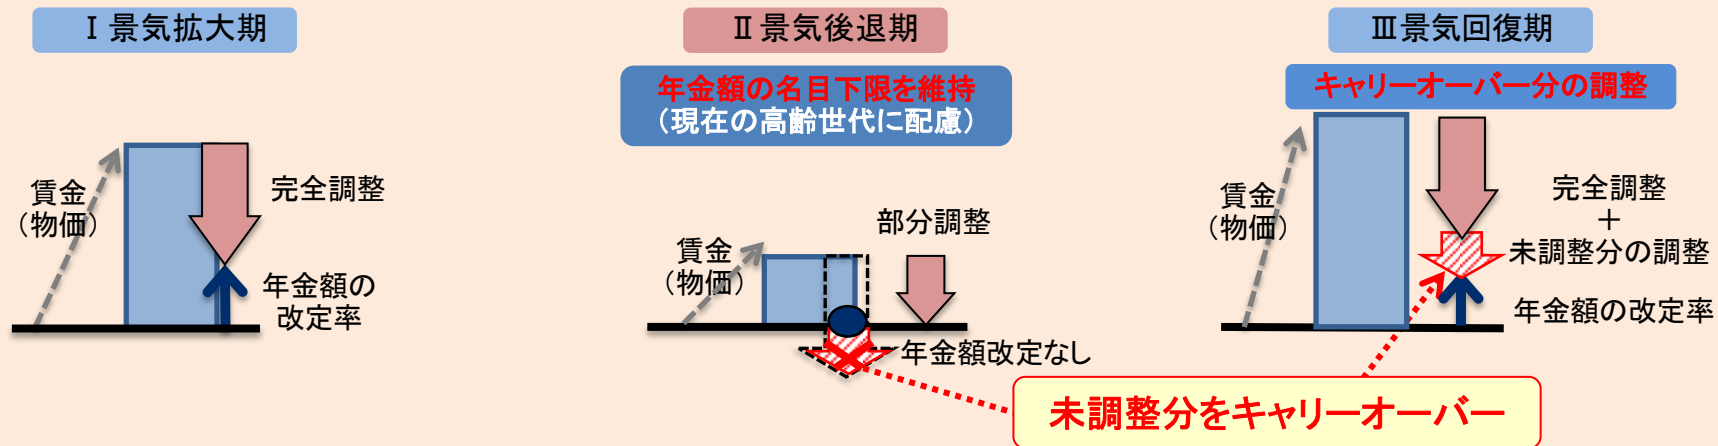 Ⅰ 景気拡大期
賃金
(物価)
完全調整
年金額の
改定率
Ⅱ 景気後退期
年金額の名目下限を維持
(現在の高齢世代に配慮)
賃金
(物価)
部分調整
年金額改定なし
Ⅲ景気回復期
キャリーオーバー分の調整
賃金
(物価)
完全調整
＋
未調整分の調整
年金額の改定率
未調整分をキャリーオーバー